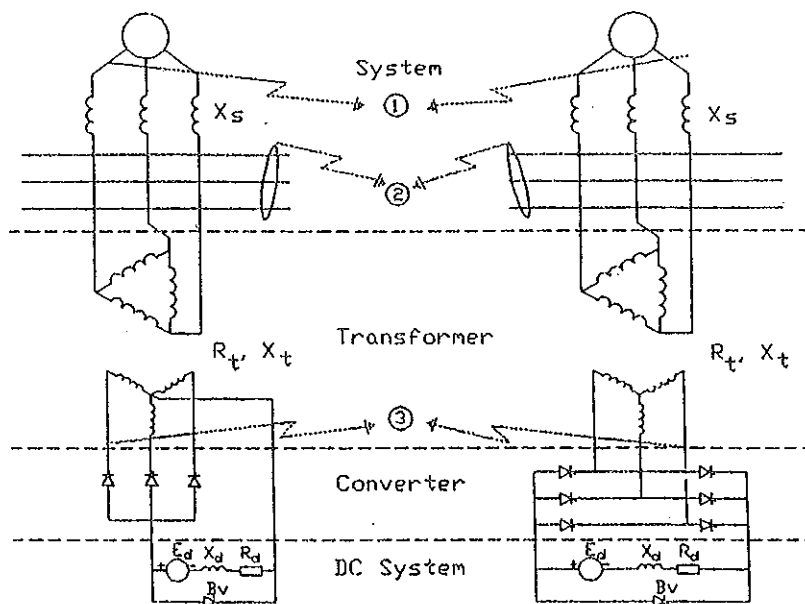 System
①
Xs
Xs
②
Transformer
Rt, Xt
Rt, Xt
③
Converter
+ Ed - Xd Rd
+ Ed - Xd Rd
DC System
Bv
Bv